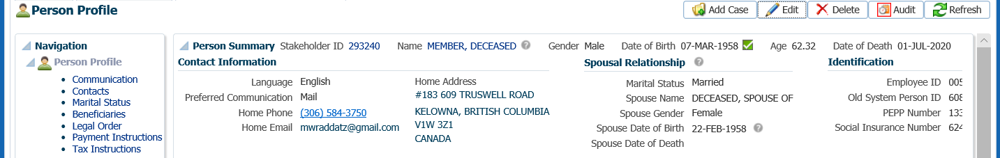 Person Profile
Add Case
Edit
Delete
Audit
Refresh
Navigation
Person Profile
Communication
Contacts
Marital Status
Beneficiaries
Legal Order
Payment Instructions
Tax Instructions
Person Summary Stakeholder ID 293240 Name MEMBER, DECEASED Gender Male Date of Birth 07-MAR-1958 Age 62.32 Date of Death 01-JUL-2020
Contact Information
Language English
Preferred Communication Mail
Home Phone (306) 584-3750
Home Email mwraddatz@gmail.com
Home Address
#183 609 TRUSWELL ROAD
KELOWNA, BRITISH COLUMBIA
V1W 3Z1
CANADA
Spousal Relationship
Marital Status Married
Spouse Name DECEASED, SPOUSE OF
Spouse Gender Female
Spouse Date of Birth 22-FEB-1958
Spouse Date of Death
Identification
Employee ID 005
Old System Person ID 608
PEPP Number 133
Social Insurance Number 624